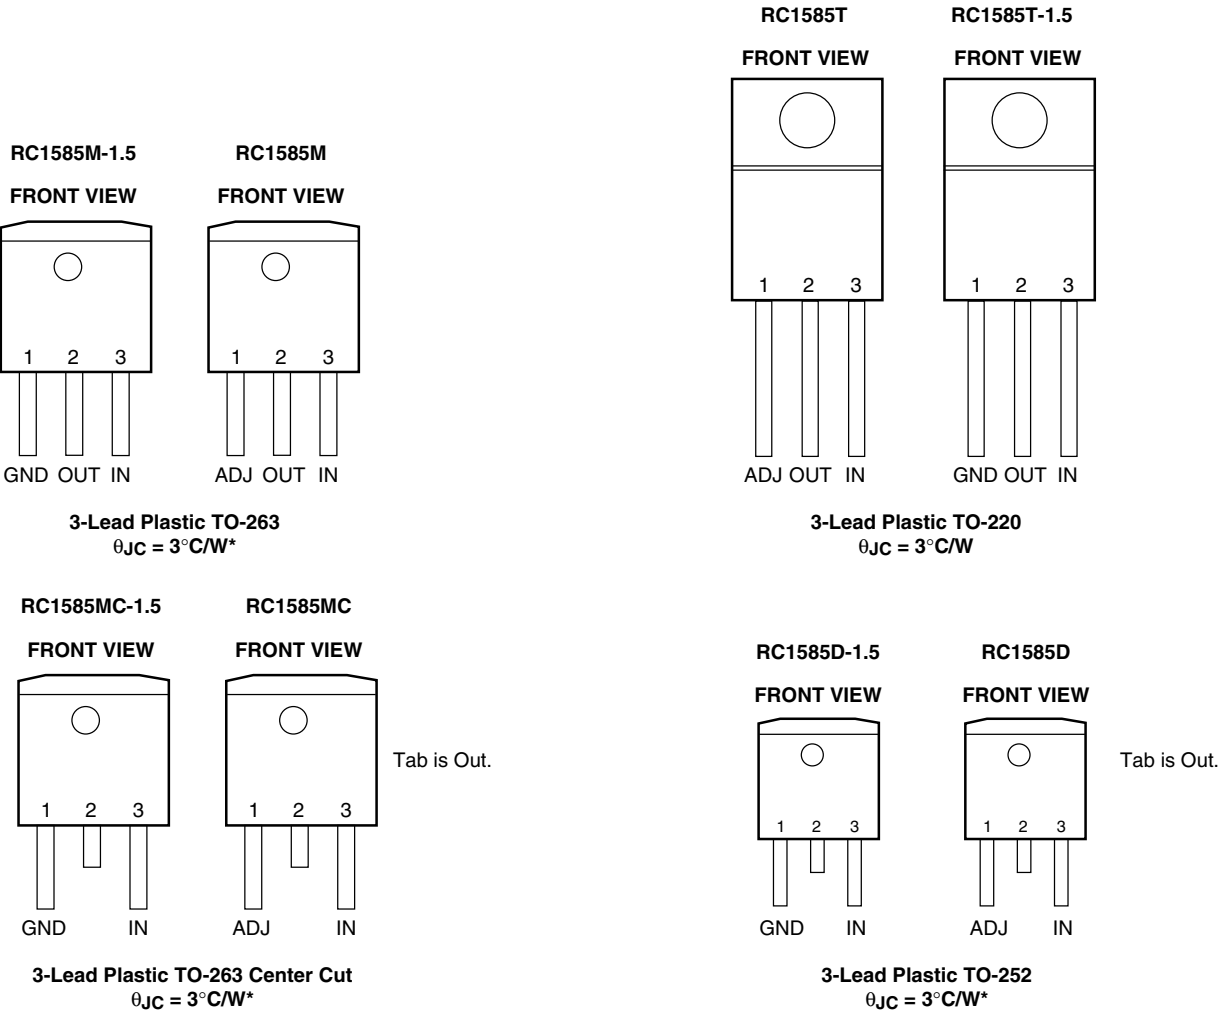 RC1585T RC1585T-1.5
FRONT VIEW FRONT VIEW
1 2 3 1 2 3
ADJ OUT IN GND OUT IN
3-Lead Plastic TO-220
θJC = 3°C/W
RC1585M-1.5 RC1585M
FRONT VIEW FRONT VIEW
1 2 3 1 2 3
GND OUT IN ADJ OUT IN
3-Lead Plastic TO-263
θJC = 3°C/W*
RC1585MC-1.5 RC1585MC
FRONT VIEW FRONT VIEW
Tab is Out.
1 2 3 1 2 3
GND IN ADJ IN
3-Lead Plastic TO-263 Center Cut
θJC = 3°C/W*
RC1585D-1.5 RC1585D
FRONT VIEW FRONT VIEW
Tab is Out.
1 2 3 1 2 3
GND IN ADJ IN
3-Lead Plastic TO-252
θJC = 3°C/W*